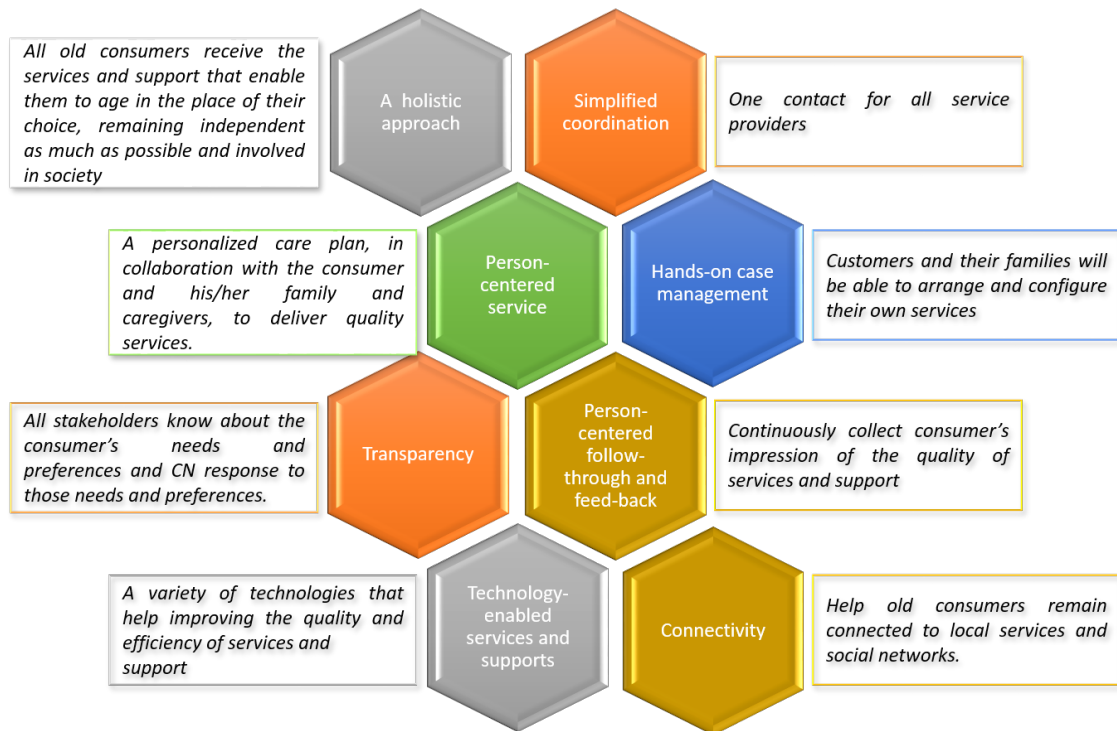 All old consumers receive the
services and support that enable
them to age in the place of their
choice, remaining independent
as much as possible and involved
in society
A holistic
approach
Simplified
coordination
One contact for all service
providers
A personalized care plan, in
collaboration with the consumer
and his/her family and
caregivers, to deliver quality
services.
Person-
centered
service
Hands-on case
management
Customers and their families will
be able to arrange and configure
their own services
All stakeholders know about the
consumer's needs and
preferences and CN response to
those needs and preferences.
Transparency
Person-
centered
follow-
through and
feed-back
Continuously collect consumer's
impression of the quality of
services and support
A variety of technologies that
help improving the quality and
efficiency of services and
support
Technology-
enabled
services and
supports
Connectivity
Help old consumers remain
connected to local services and
social networks.